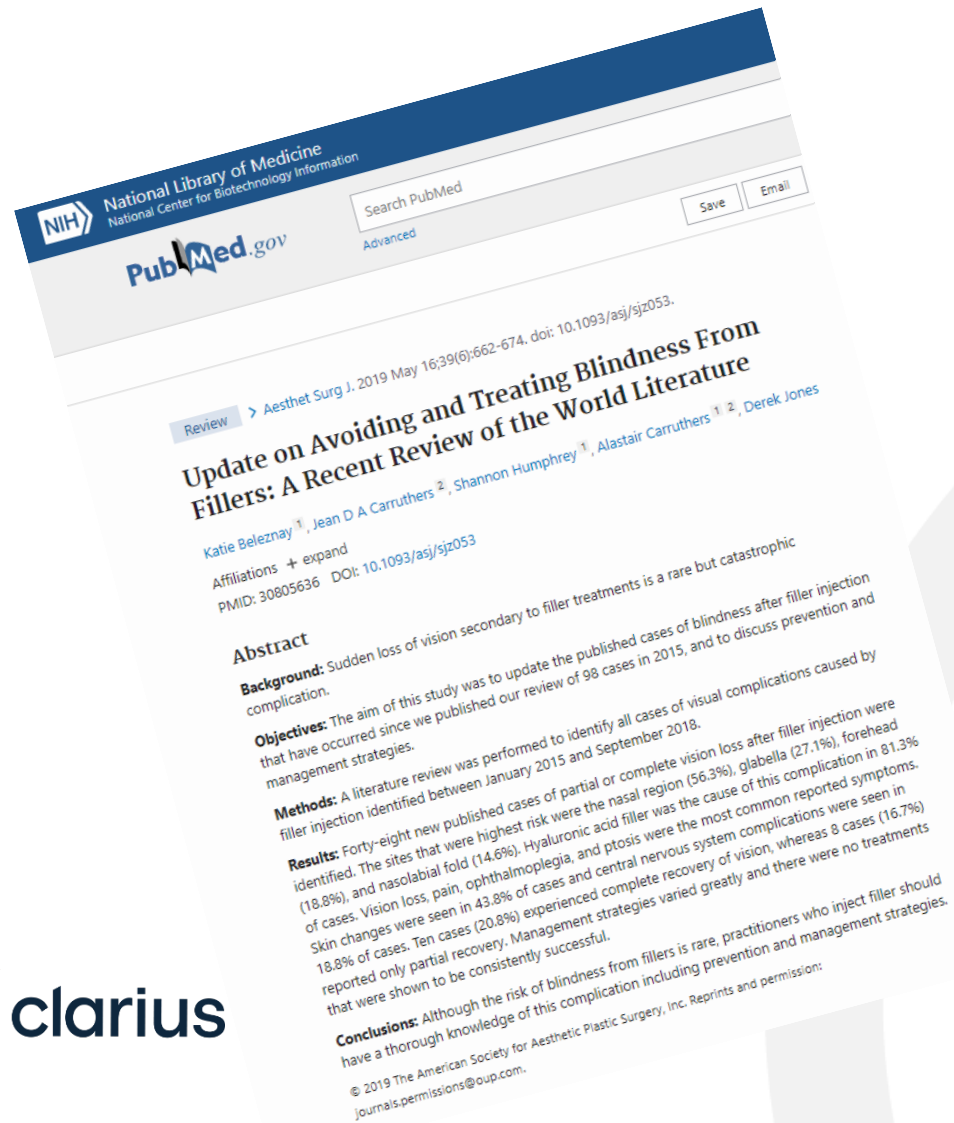 NIH
National Library of Medicine
National Center for Biotechnology Information
PubMed.gov
Search PubMed
Advanced
Save
Email
Review
> Aesthet Surg J. 2019 May 16;39(6):662-674. doi: 10.1093/asj/sjz053.
Update on Avoiding and Treating Blindness From
Fillers: A Recent Review of the World Literature
Katie Beleznay 1, Jean D A Carruthers 2, Shannon Humphrey 1, Alastair Carruthers 1 2, Derek Jones
Affiliations + expand
PMID: 30805636 DOI: 10.1093/asj/sjz053
Abstract
Background: Sudden loss of vision secondary to filler treatments is a rare but catastrophic
complication.
Objectives: The aim of this study was to update the published cases of blindness after filler injection
that have occurred since we published our review of 98 cases in 2015, and to discuss prevention and
management strategies.
Methods: A literature review was performed to identify all cases of visual complications caused by
filler injection identified between January 2015 and September 2018.
Results: Forty-eight new published cases of partial or complete vision loss after filler injection were
identified. The sites that were highest risk were the nasal region (56.3%), glabella (27.1%), forehead
(18.8%), and nasolabial fold (14.6%). Hyaluronic acid filler was the cause of this complication in 81.3%
of cases. Vision loss, pain, ophthalmoplegia, and ptosis were the most common reported symptoms.
Skin changes were seen in 43.8% of cases and central nervous system complications were seen in
18.8% of cases. Ten cases (20.8%) experienced complete recovery of vision, whereas 8 cases (16.7%)
reported only partial recovery. Management strategies varied greatly and there were no treatments
that were shown to be consistently successful.
Conclusions: Although the risk of blindness from fillers is rare, practitioners who inject filler should
have a thorough knowledge of this complication including prevention and management strategies.
© 2019 The American Society for Aesthetic Plastic Surgery, Inc. Reprints and permission:
journals.permissions@oup.com.
clarius